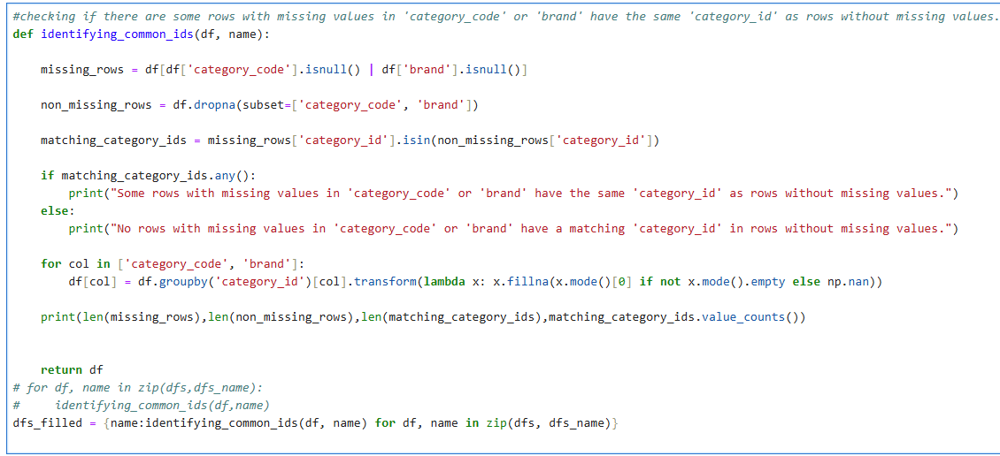 #checking if there are some rows with missing values in 'category_code' or 'brand' have the same 'category_id' as rows without missing values.
def identifying_common_ids(df, name):
    missing_rows = df[df['category_code'].isnull() | df['brand'].isnull()]
    non_missing_rows = df.dropna(subset=['category_code', 'brand'])
    matching_category_ids = missing_rows['category_id'].isin(non_missing_rows['category_id'])
    if matching_category_ids.any():
        print("Some rows with missing values in 'category_code' or 'brand' have the same 'category_id' as rows without missing values.")
    else:
        print("No rows with missing values in 'category_code' or 'brand' have a matching 'category_id' in rows without missing values.")
    for col in ['category_code', 'brand']:
        df[col] = df.groupby('category_id')[col].transform(lambda x: x.fillna(x.mode()[0] if not x.mode().empty else np.nan))
    print(len(missing_rows),len(non_missing_rows),len(matching_category_ids),matching_category_ids.value_counts())
    return df
# for df, name in zip(dfs,dfs_name):
#     identifying_common_ids(df,name)
dfs_filled = {name:identifying_common_ids(df, name) for df, name in zip(dfs, dfs_name)}